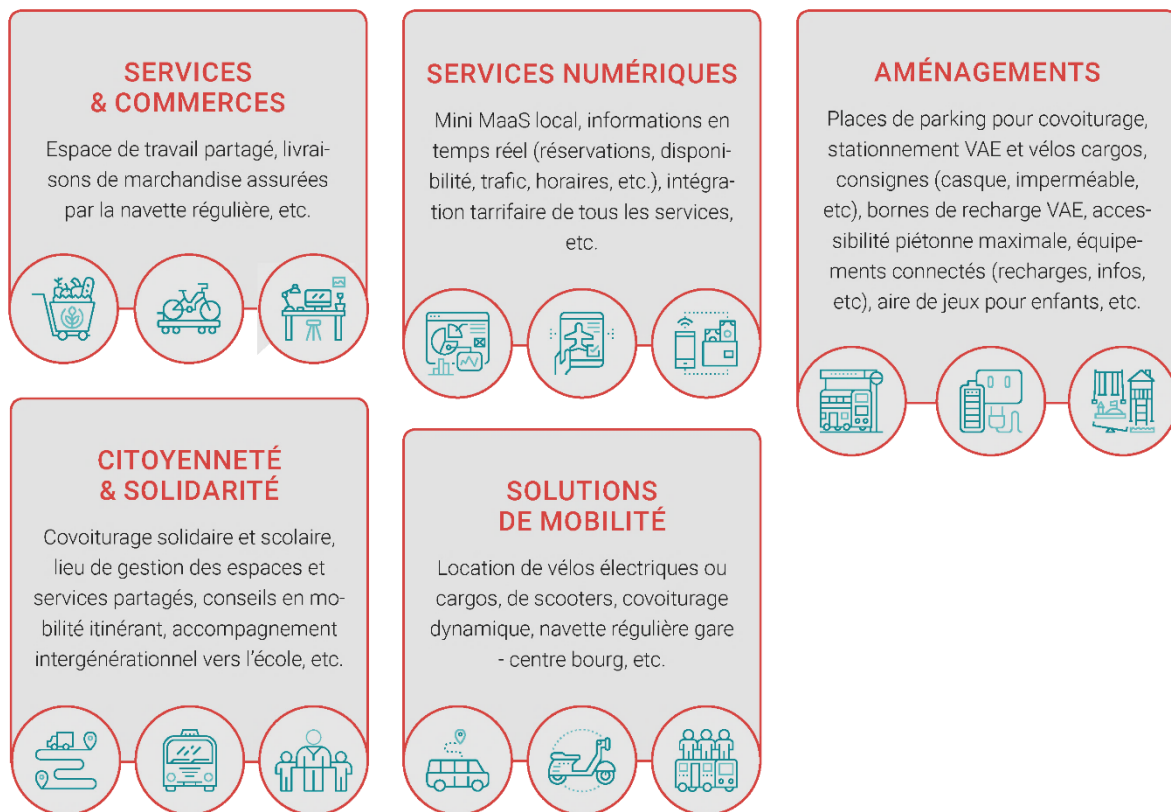 SERVICES
& COMMERCES
Espace de travail partagé, livrai-
sons de marchandise assurées
par la navette régulière, etc.
SERVICES NUMÉRIQUES
Mini MaaS local, informations en
temps réel (réservations, disponi-
bilité, trafic, horaires, etc.), intégra-
tion tarrifaire de tous les services,
etc.
AMÉNAGEMENTS
Places de parking pour covoiturage,
stationnement VAE et vélos cargos,
consignes (casque, imperméable,
etc), bornes de recharge VAE, acces-
sibilité piétonne maximale, équipe-
ments connectés (recharges, infos,
etc), aire de jeux pour enfants, etc.
CITOYENNETÉ
& SOLIDARITÉ
Covoiturage solidaire et scolaire,
lieu de gestion des espaces et
services partagés, conseils en mo-
bilité itinérant, accompagnement
intergénérationnel vers l'école, etc.
SOLUTIONS
DE MOBILITÉ
Location de vélos électriques ou
cargos, de scooters, covoiturage
dynamique, navette régulière gare
- centre bourg, etc.